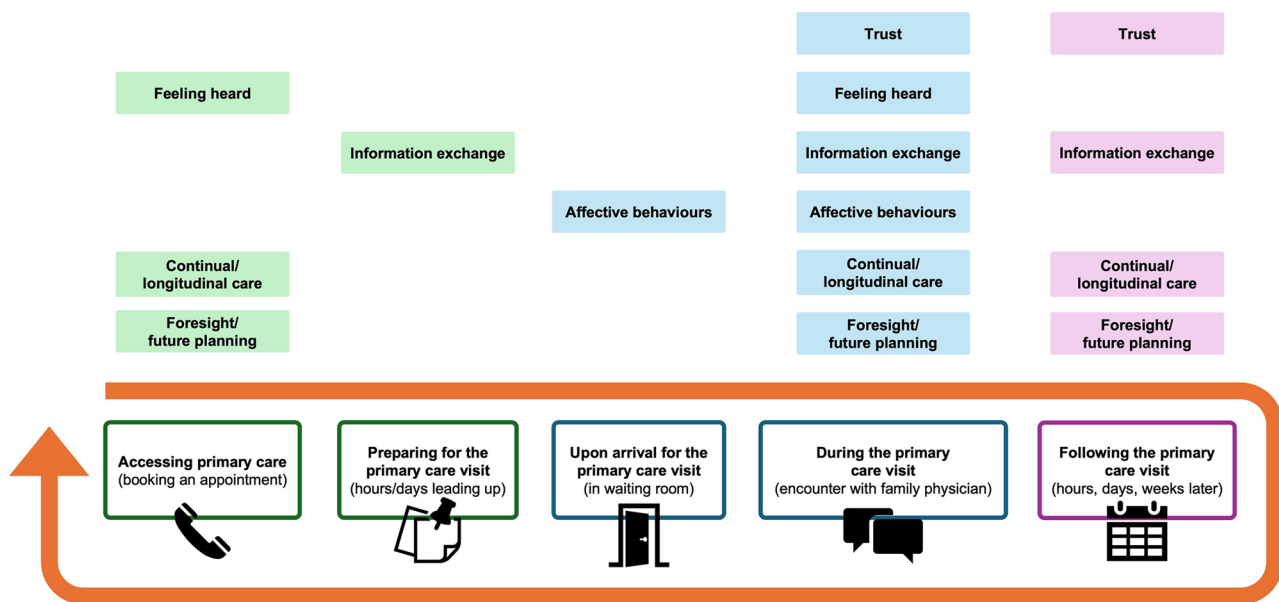 Trust
Trust
Feeling heard
Feeling heard
Information exchange
Information exchange
Information exchange
Affective behaviours
Affective behaviours
Continual/
longitudinal care
Continual/
longitudinal care
Continual/
longitudinal care
Foresight/
future planning
Foresight/
future planning
Foresight/
future planning
Accessing primary care
(booking an appointment)
Preparing for the
primary care visit
(hours/days leading up)
Upon arrival for the
primary care visit
(in waiting room)
During the primary
care visit
(encounter with family physician)
Following the primary
care visit
(hours, days, weeks later)